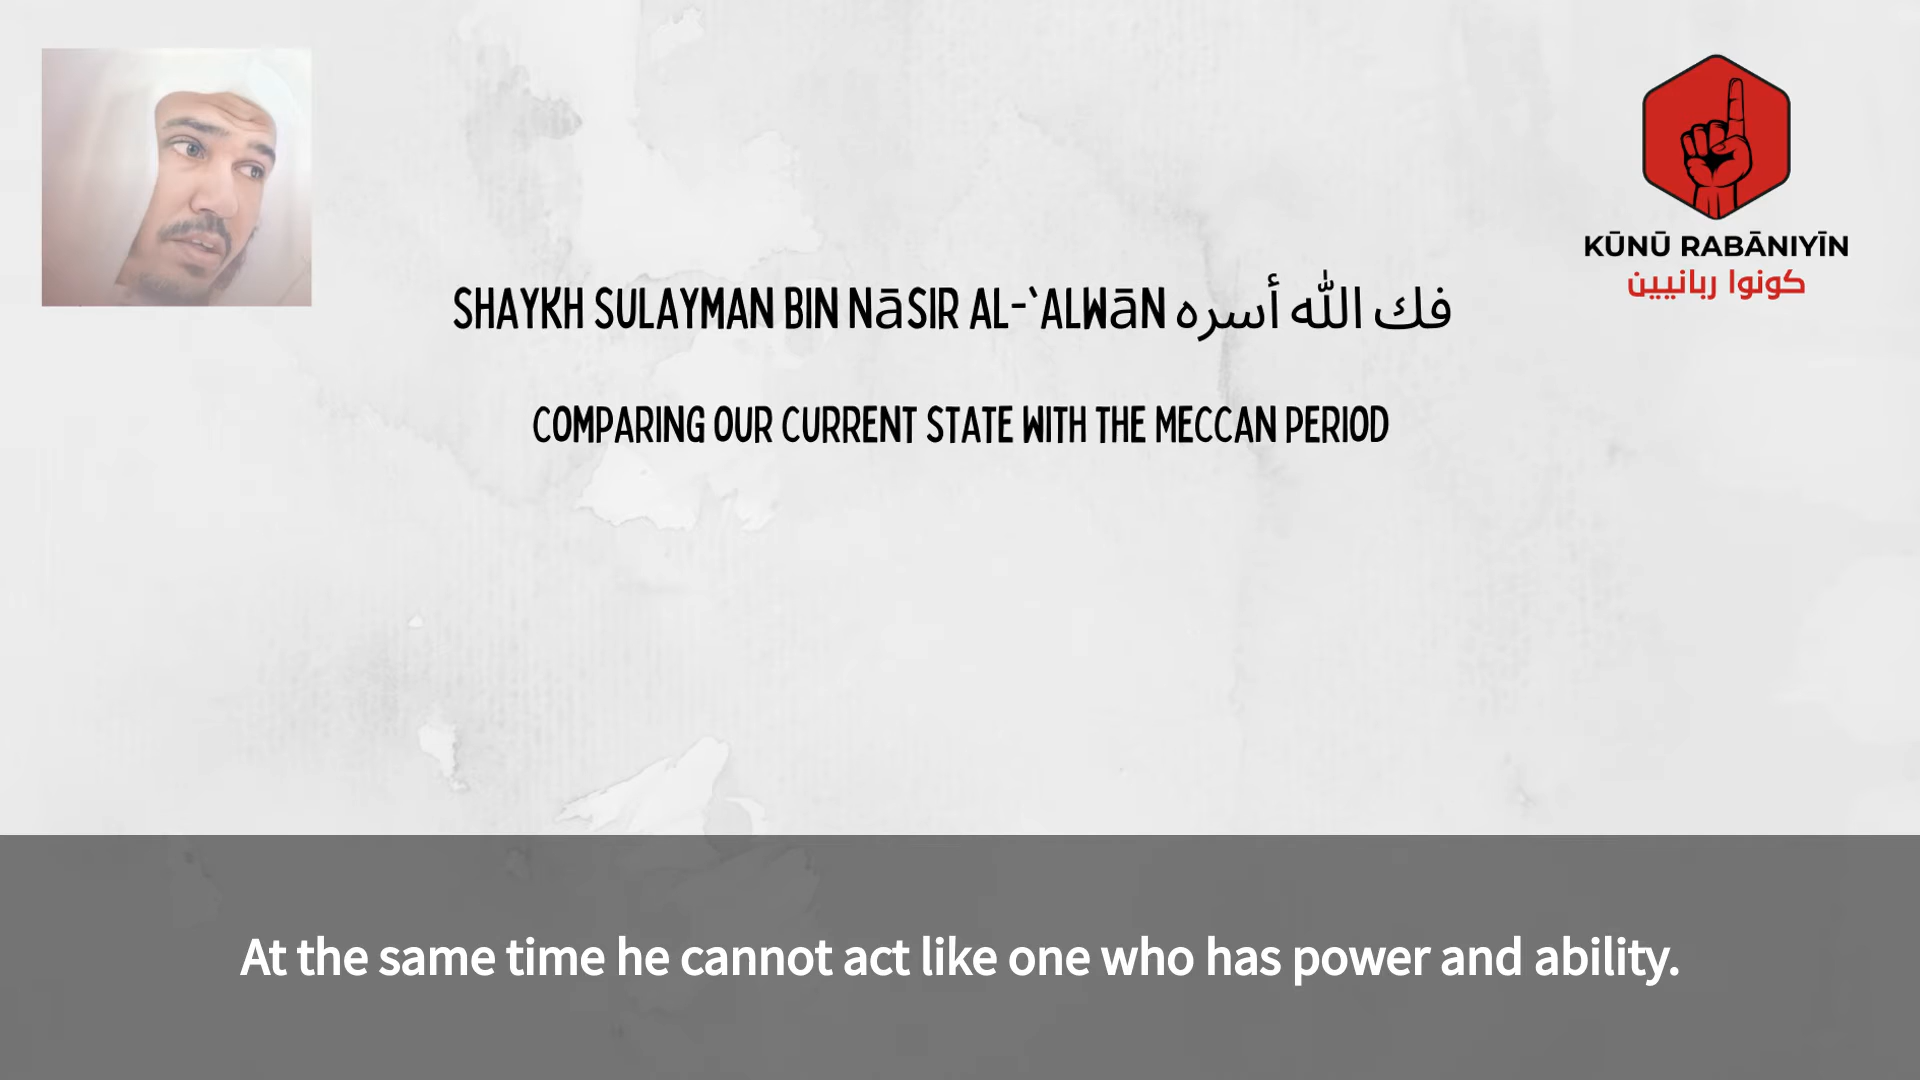 KŪNŪ RABĀNIYĪN
كونوا ربانيين
SHAYKH SULAYMAN BIN NāSIR AL-`ALWāN فك الله أسره
COMPARING OUR CURRENT STATE WITH THE MECCAN PERIOD
At the same time he cannot act like one who has power and ability.